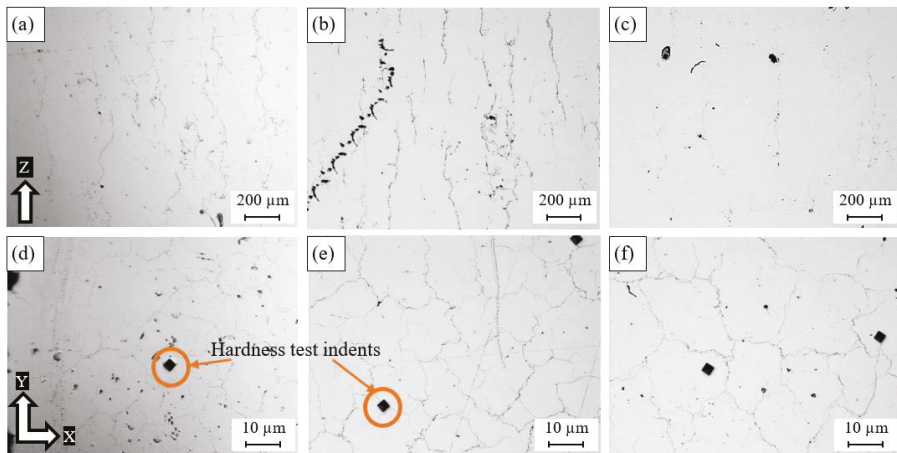 (a)
(b)
(c)
Z
200 µm
200 µm
200 µm
(d)
(e)
(f)
Hardness test indents
Y
X
10 µm
10 µm
10 µm